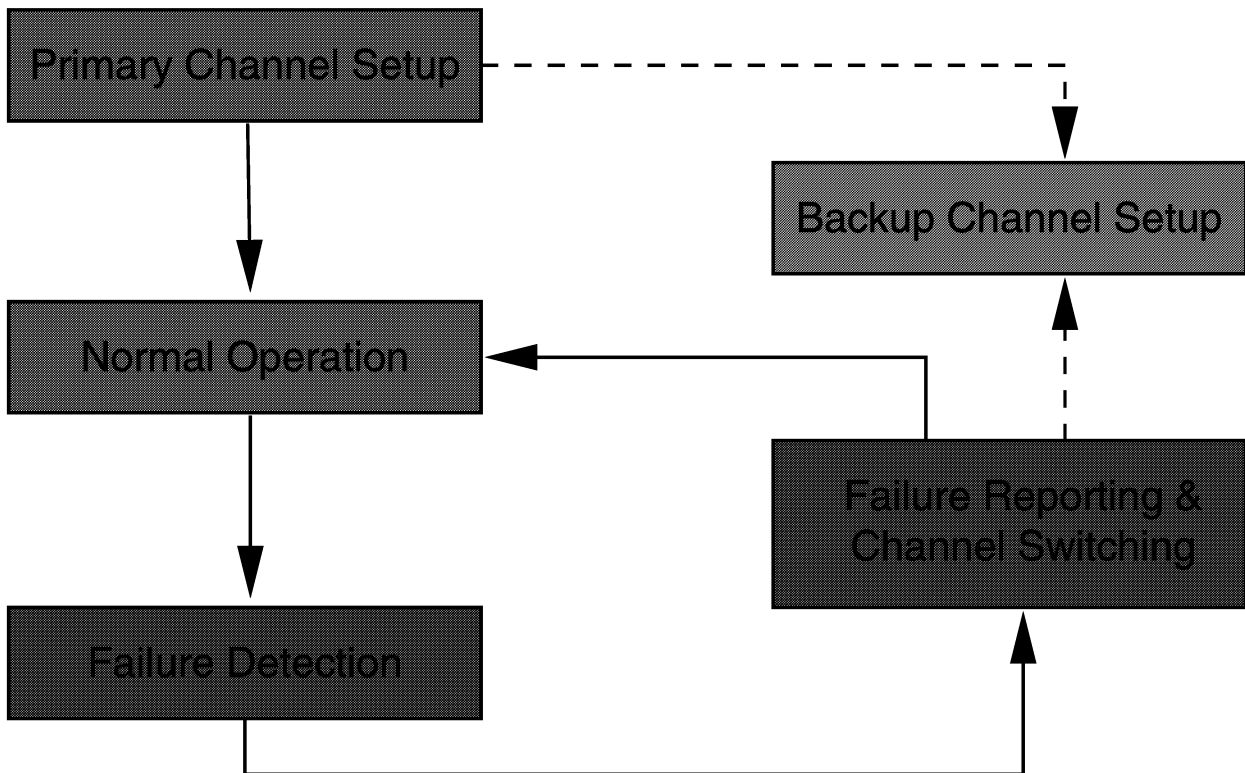 Primary Channel Setup
Backup Channel Setup
Normal Operation
Failure Reporting &
Channel Switching
Failure Detection